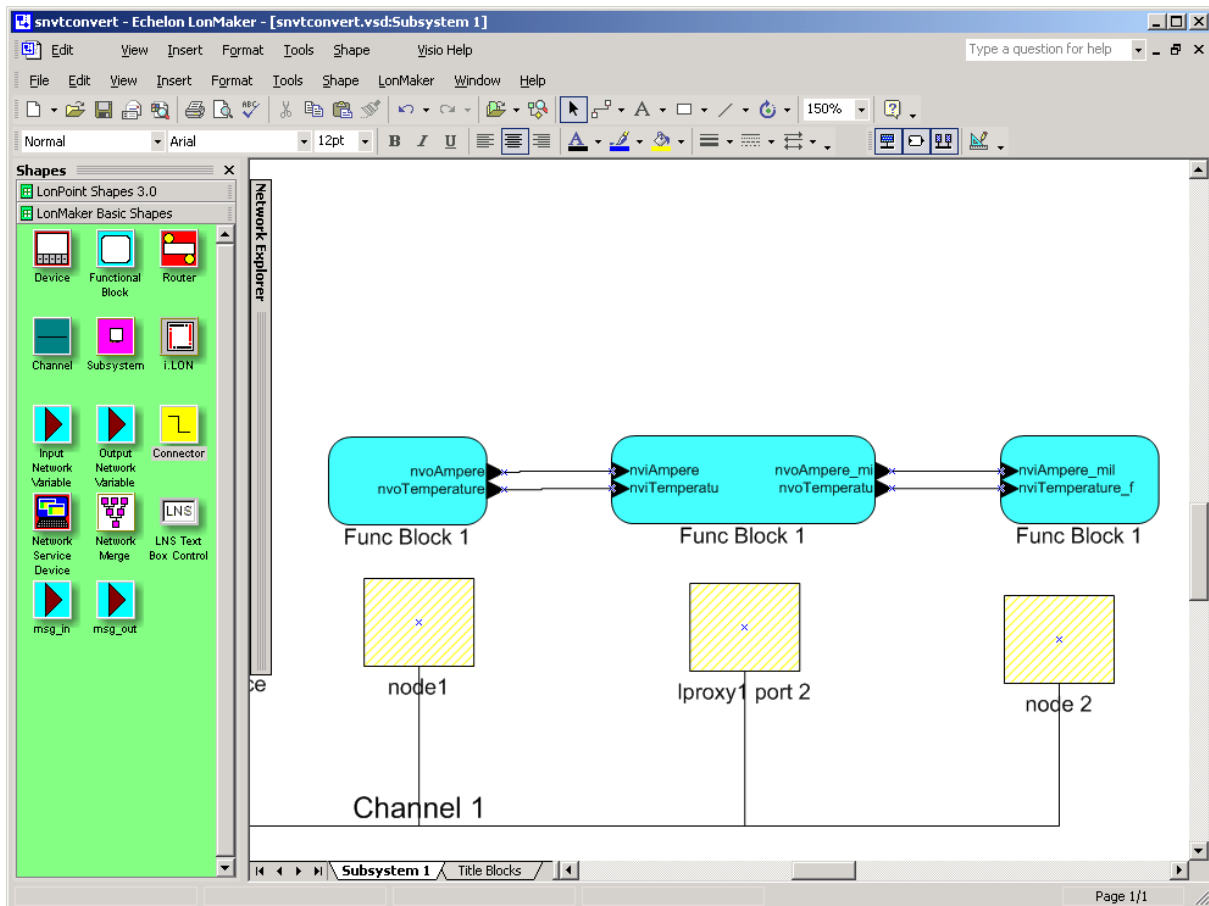 snvtconvert - Echelon LonMaker - [snvtconvert.vsd:Subsystem 1]
Edit View Insert Format Tools Shape Visio Help Type a question for help
File Edit View Insert Format Tools Shape LonMaker Window Help
ABC A 150% ?
Normal Arial 12pt B I U A
Shapes
LonPoint Shapes 3.0
LonMaker Basic Shapes
Device Functional Block Router
Channel Subsystem i.LON
Input Network Variable Output Network Variable Connector
Network Service Device Network Merge LNS LNS Text Box Control
msg_in msg_out
Network Explorer
nvoAmpere nviAmpere nvoAmpere_mi nviAmpere_mil
nvoTemperature nviTemperatu nvoTemperatu nviTemperature_f
Func Block 1 Func Block 1 Func Block 1
ce node1 lproxy1 port 2 node 2
Channel 1
Subsystem 1 Title Blocks
Page 1/1